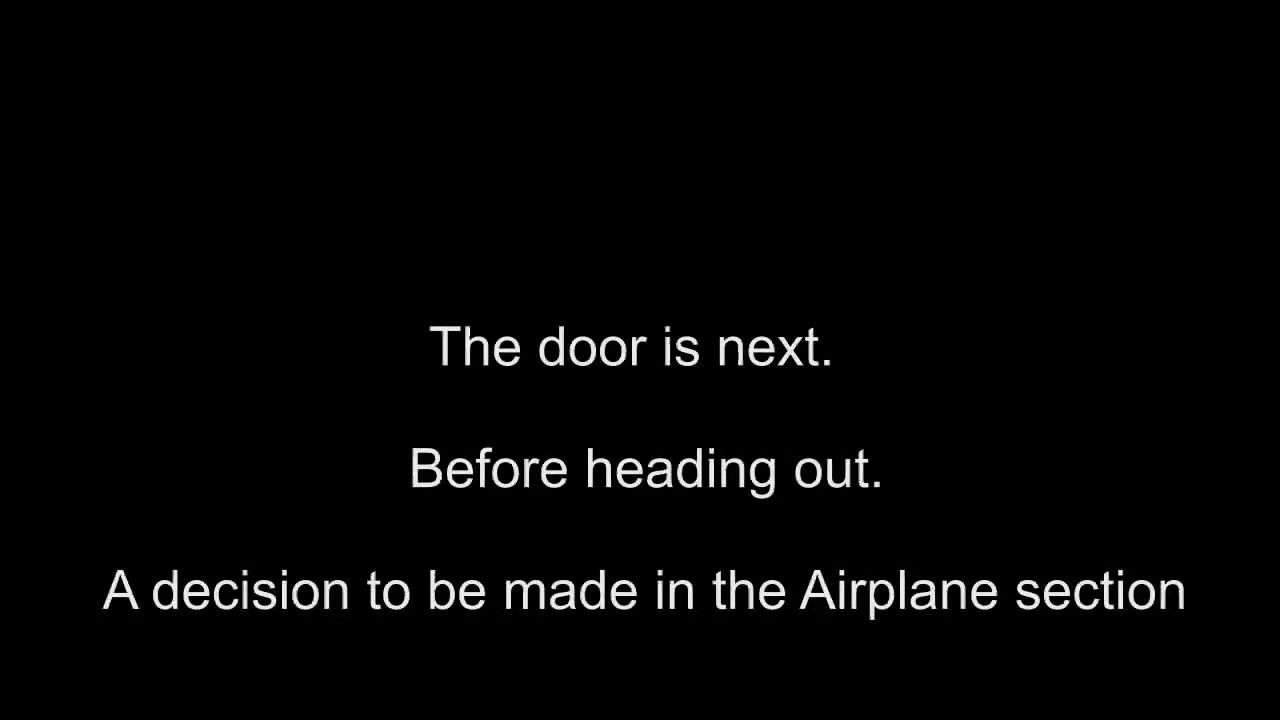 The door is next.
Before heading out.
A decision to be made in the Airplane section